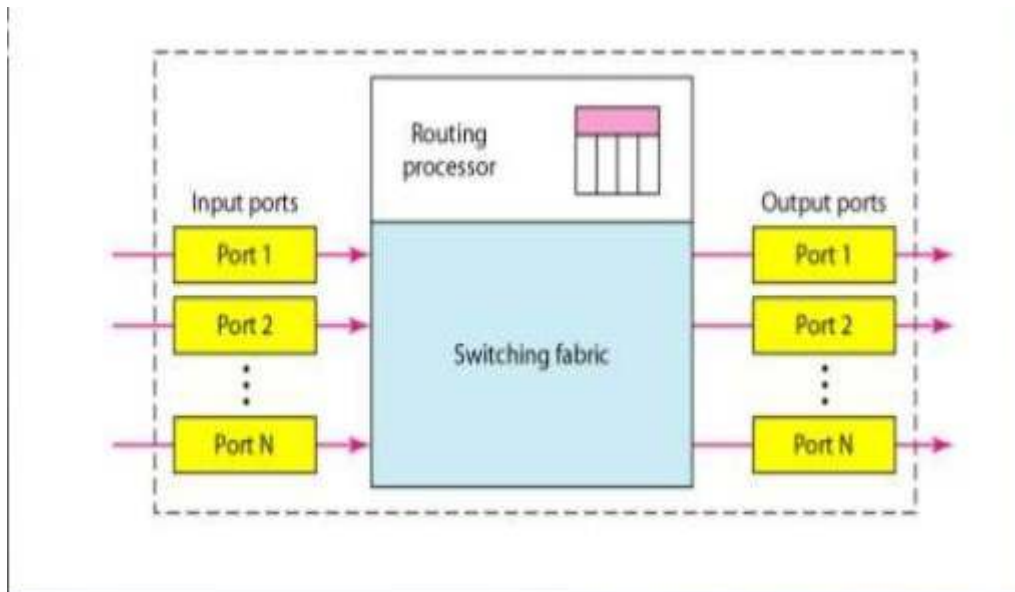 Routing
processor
Input ports
Output ports
Port 1
Port 1
Port 2
Port 2
Switching fabric
Port N
Port N